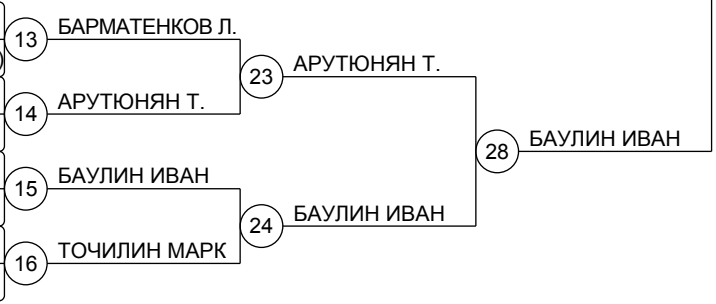 13 БАРМАТЕНКОВ Л.
23 АРУТЮНЯН Т.
14 АРУТЮНЯН Т.
28 БАУЛИН ИВАН
15 БАУЛИН ИВАН
24 БАУЛИН ИВАН
16 ТОЧИЛИН МАРК